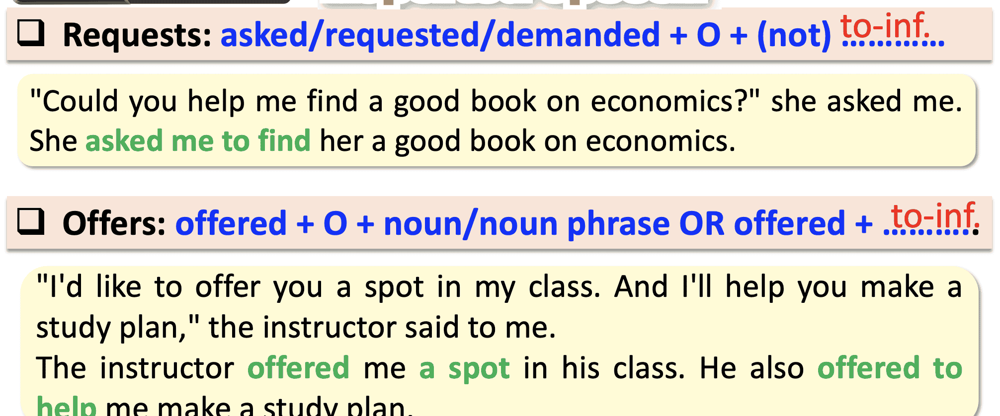 ❑ Requests: asked/requested/demanded + O + (not) to-inf.
"Could you help me find a good book on economics?" she asked me.
She asked me to find her a good book on economics.
❑ Offers: offered + O + noun/noun phrase OR offered + to-inf.
"I'd like to offer you a spot in my class. And I'll help you make a
study plan," the instructor said to me.
The instructor offered me a spot in his class. He also offered to
help me make a study plan.